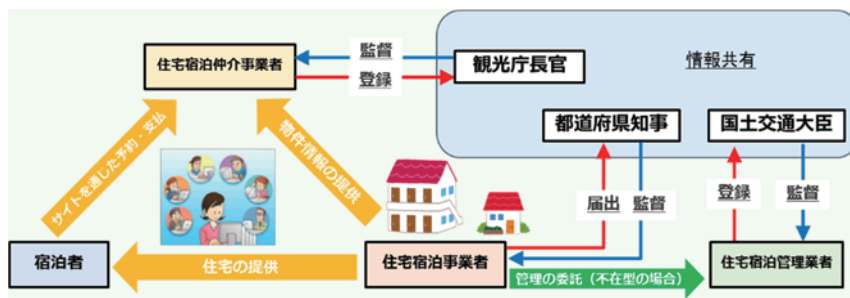 住宅宿泊仲介事業者
監督
登録
観光庁長官
情報共有
都道府県知事
国土交通大臣
サイトを通じた予約・支払
物件情報の提供
届出 監督
登録
監督
宿泊者
住宅の提供
住宅宿泊事業者
管理の委託（不在型の場合）
住宅宿泊管理業者